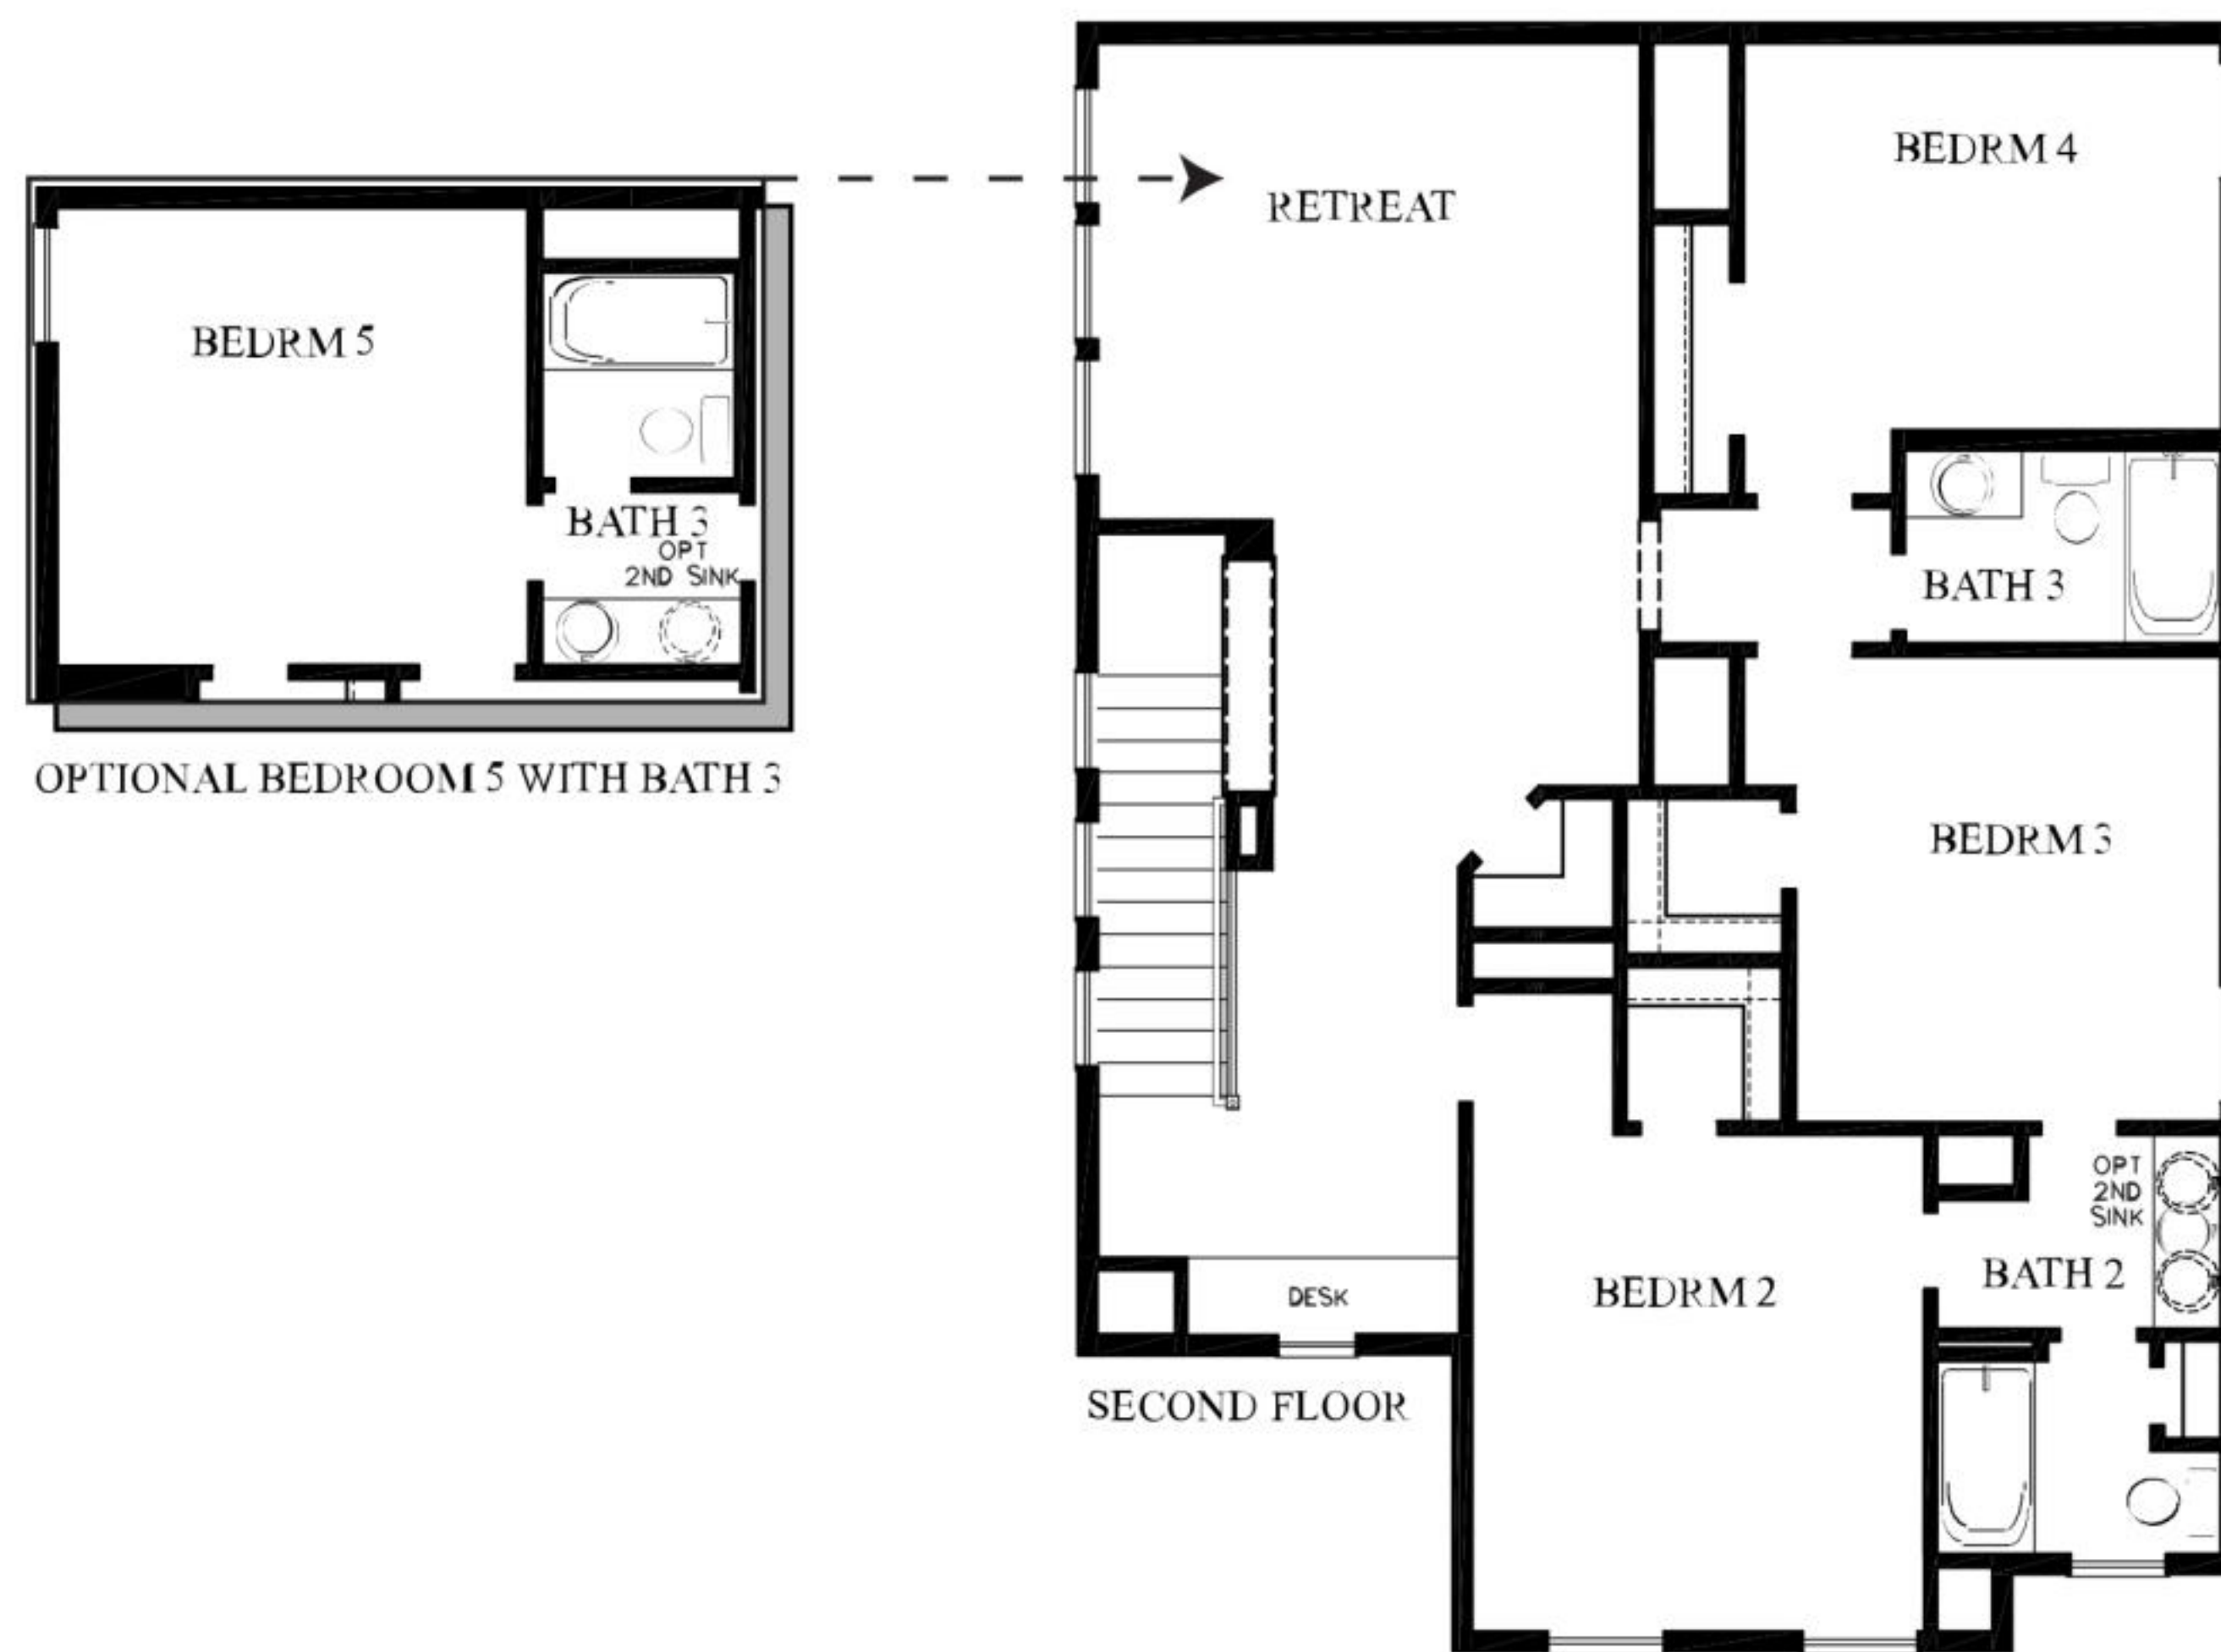 BEDRM 4
RETREAT
BEDRM 5
BATH 3
OPT
2ND SINK
BATH 3
OPTIONAL BEDROOM 5 WITH BATH 3
BEDRM 3
OPT
2ND
SINK
BATH 2
BEDRM 2
DESK
SECOND FLOOR